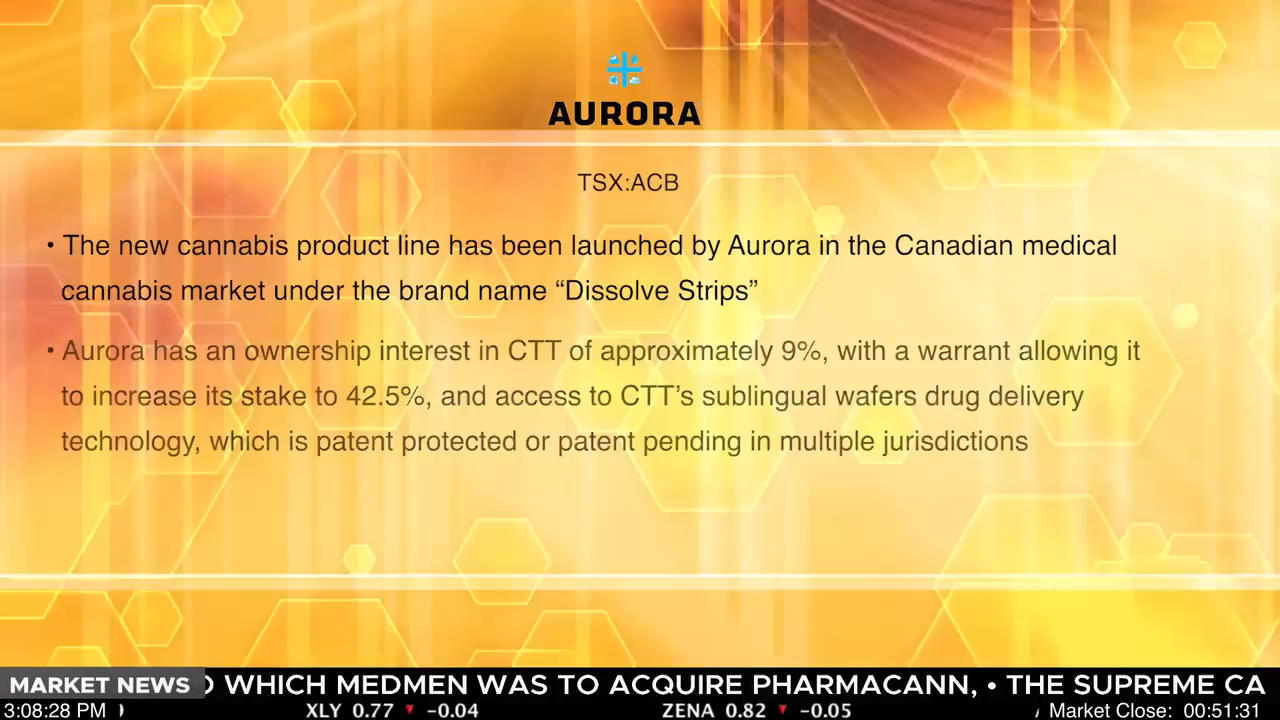 AURORA
TSX:ACB
• The new cannabis product line has been launched by Aurora in the Canadian medical
cannabis market under the brand name “Dissolve Strips”
• Aurora has an ownership interest in CTT of approximately 9%, with a warrant allowing it
to increase its stake to 42.5%, and access to CTT’s sublingual wafers drug delivery
technology, which is patent protected or patent pending in multiple jurisdictions
MARKET NEWS WHICH MEDMEN WAS TO ACQUIRE PHARMACANN, • THE SUPREME CA
3:08:28 PM XLY 0.77 ▼ -0.04 ZENA 0.82 ▼ -0.05 Market Close: 00:51:31